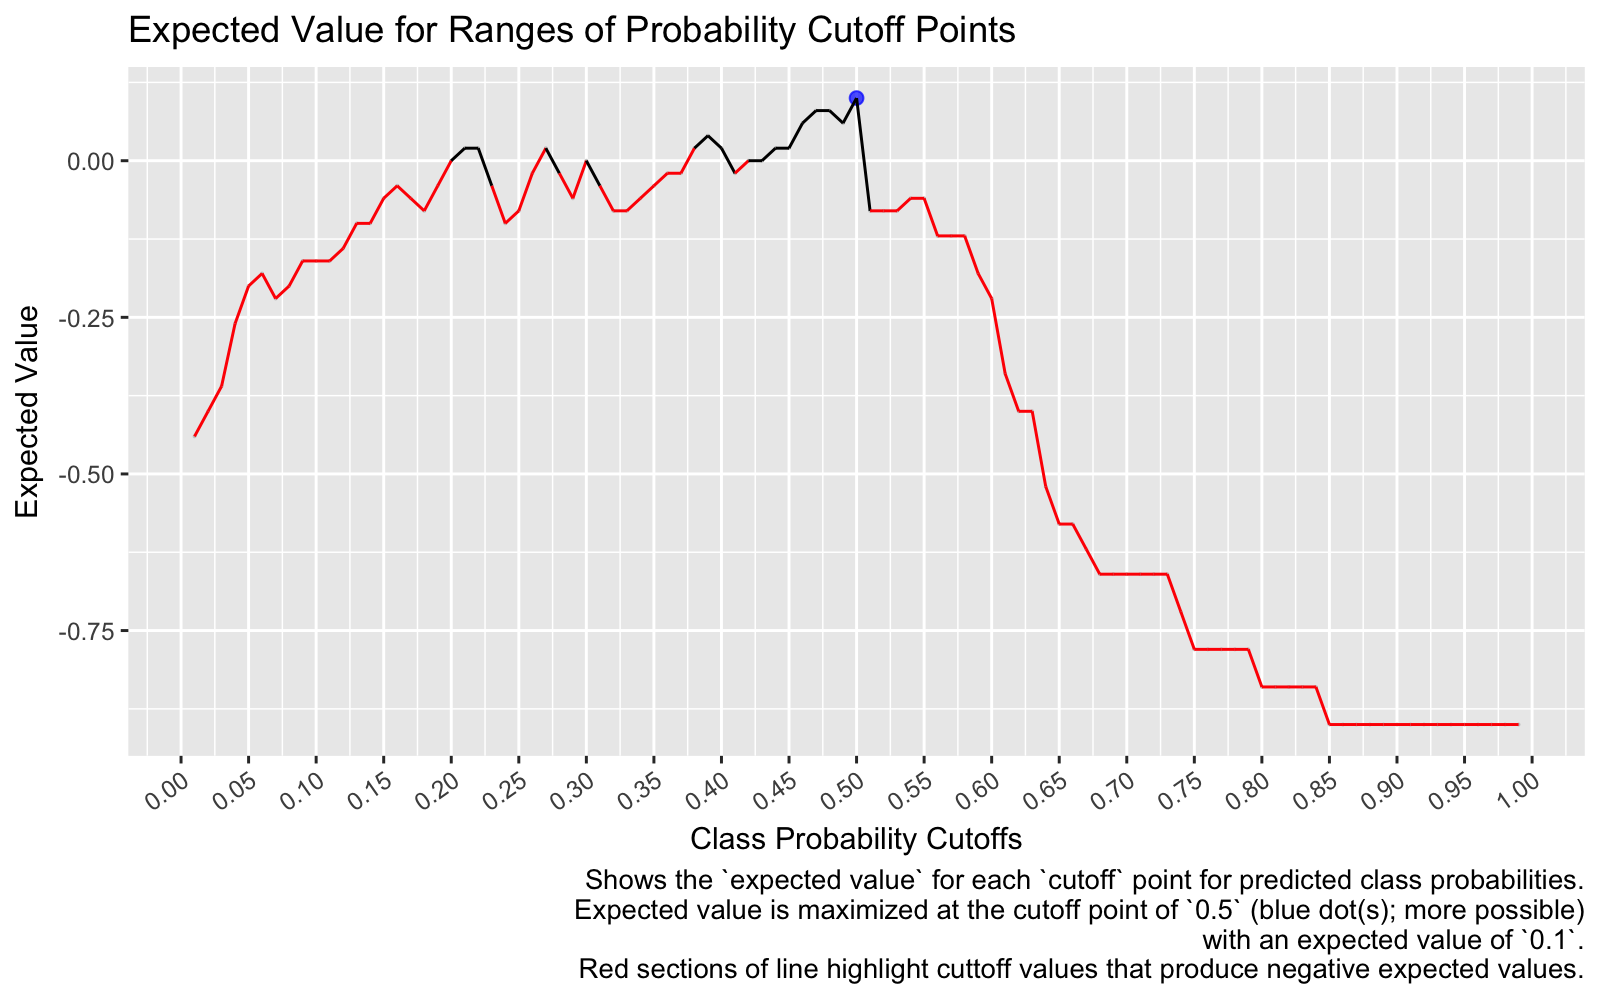 Expected Value for Ranges of Probability Cutoff Points
Expected Value
0.00
-0.25
-0.50
-0.75
0.00 0.05 0.10 0.15 0.20 0.25 0.30 0.35 0.40 0.45 0.50 0.55 0.60 0.65 0.70 0.75 0.80 0.85 0.90 0.95 1.00
Class Probability Cutoffs
Shows the `expected value` for each `cutoff` point for predicted class probabilities.
Expected value is maximized at the cutoff point of `0.5` (blue dot(s); more possible)
with an expected value of `0.1`.
Red sections of line highlight cuttoff values that produce negative expected values.